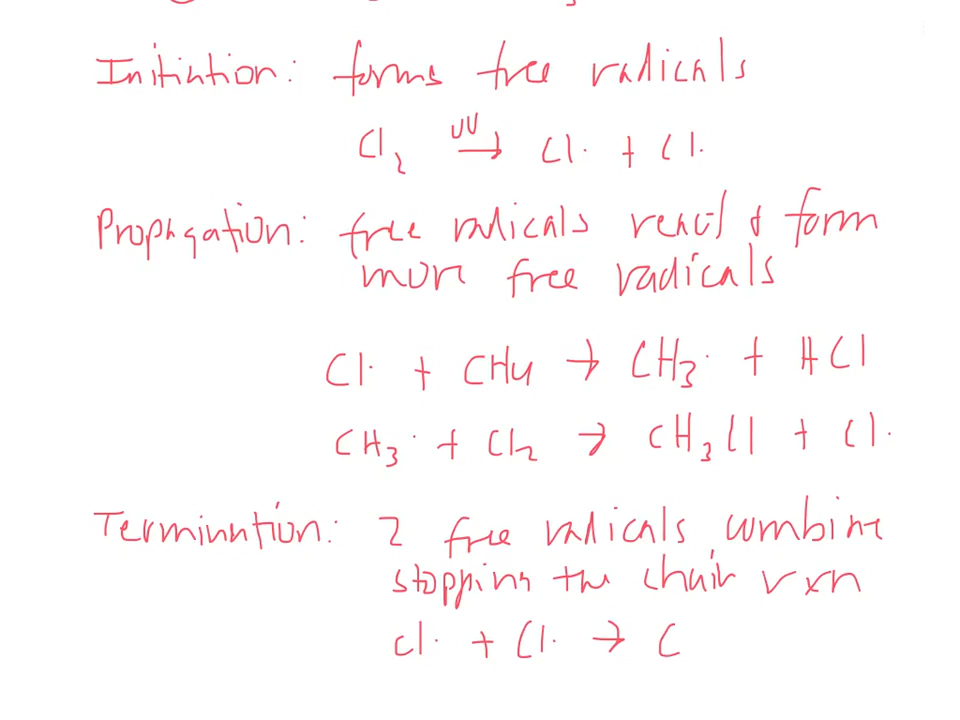 Initiation: forms free radicals
Cl₂ UV→ Cl· + Cl·
Propagation: free radicals react & form
more free radicals
Cl· + CH4 → CH₃· + HCl
CH₃· + Cl₂ → CH₃Cl + Cl·
Termination: 2 free radicals combine
stopping the chain rxn
Cl· + Cl· → C